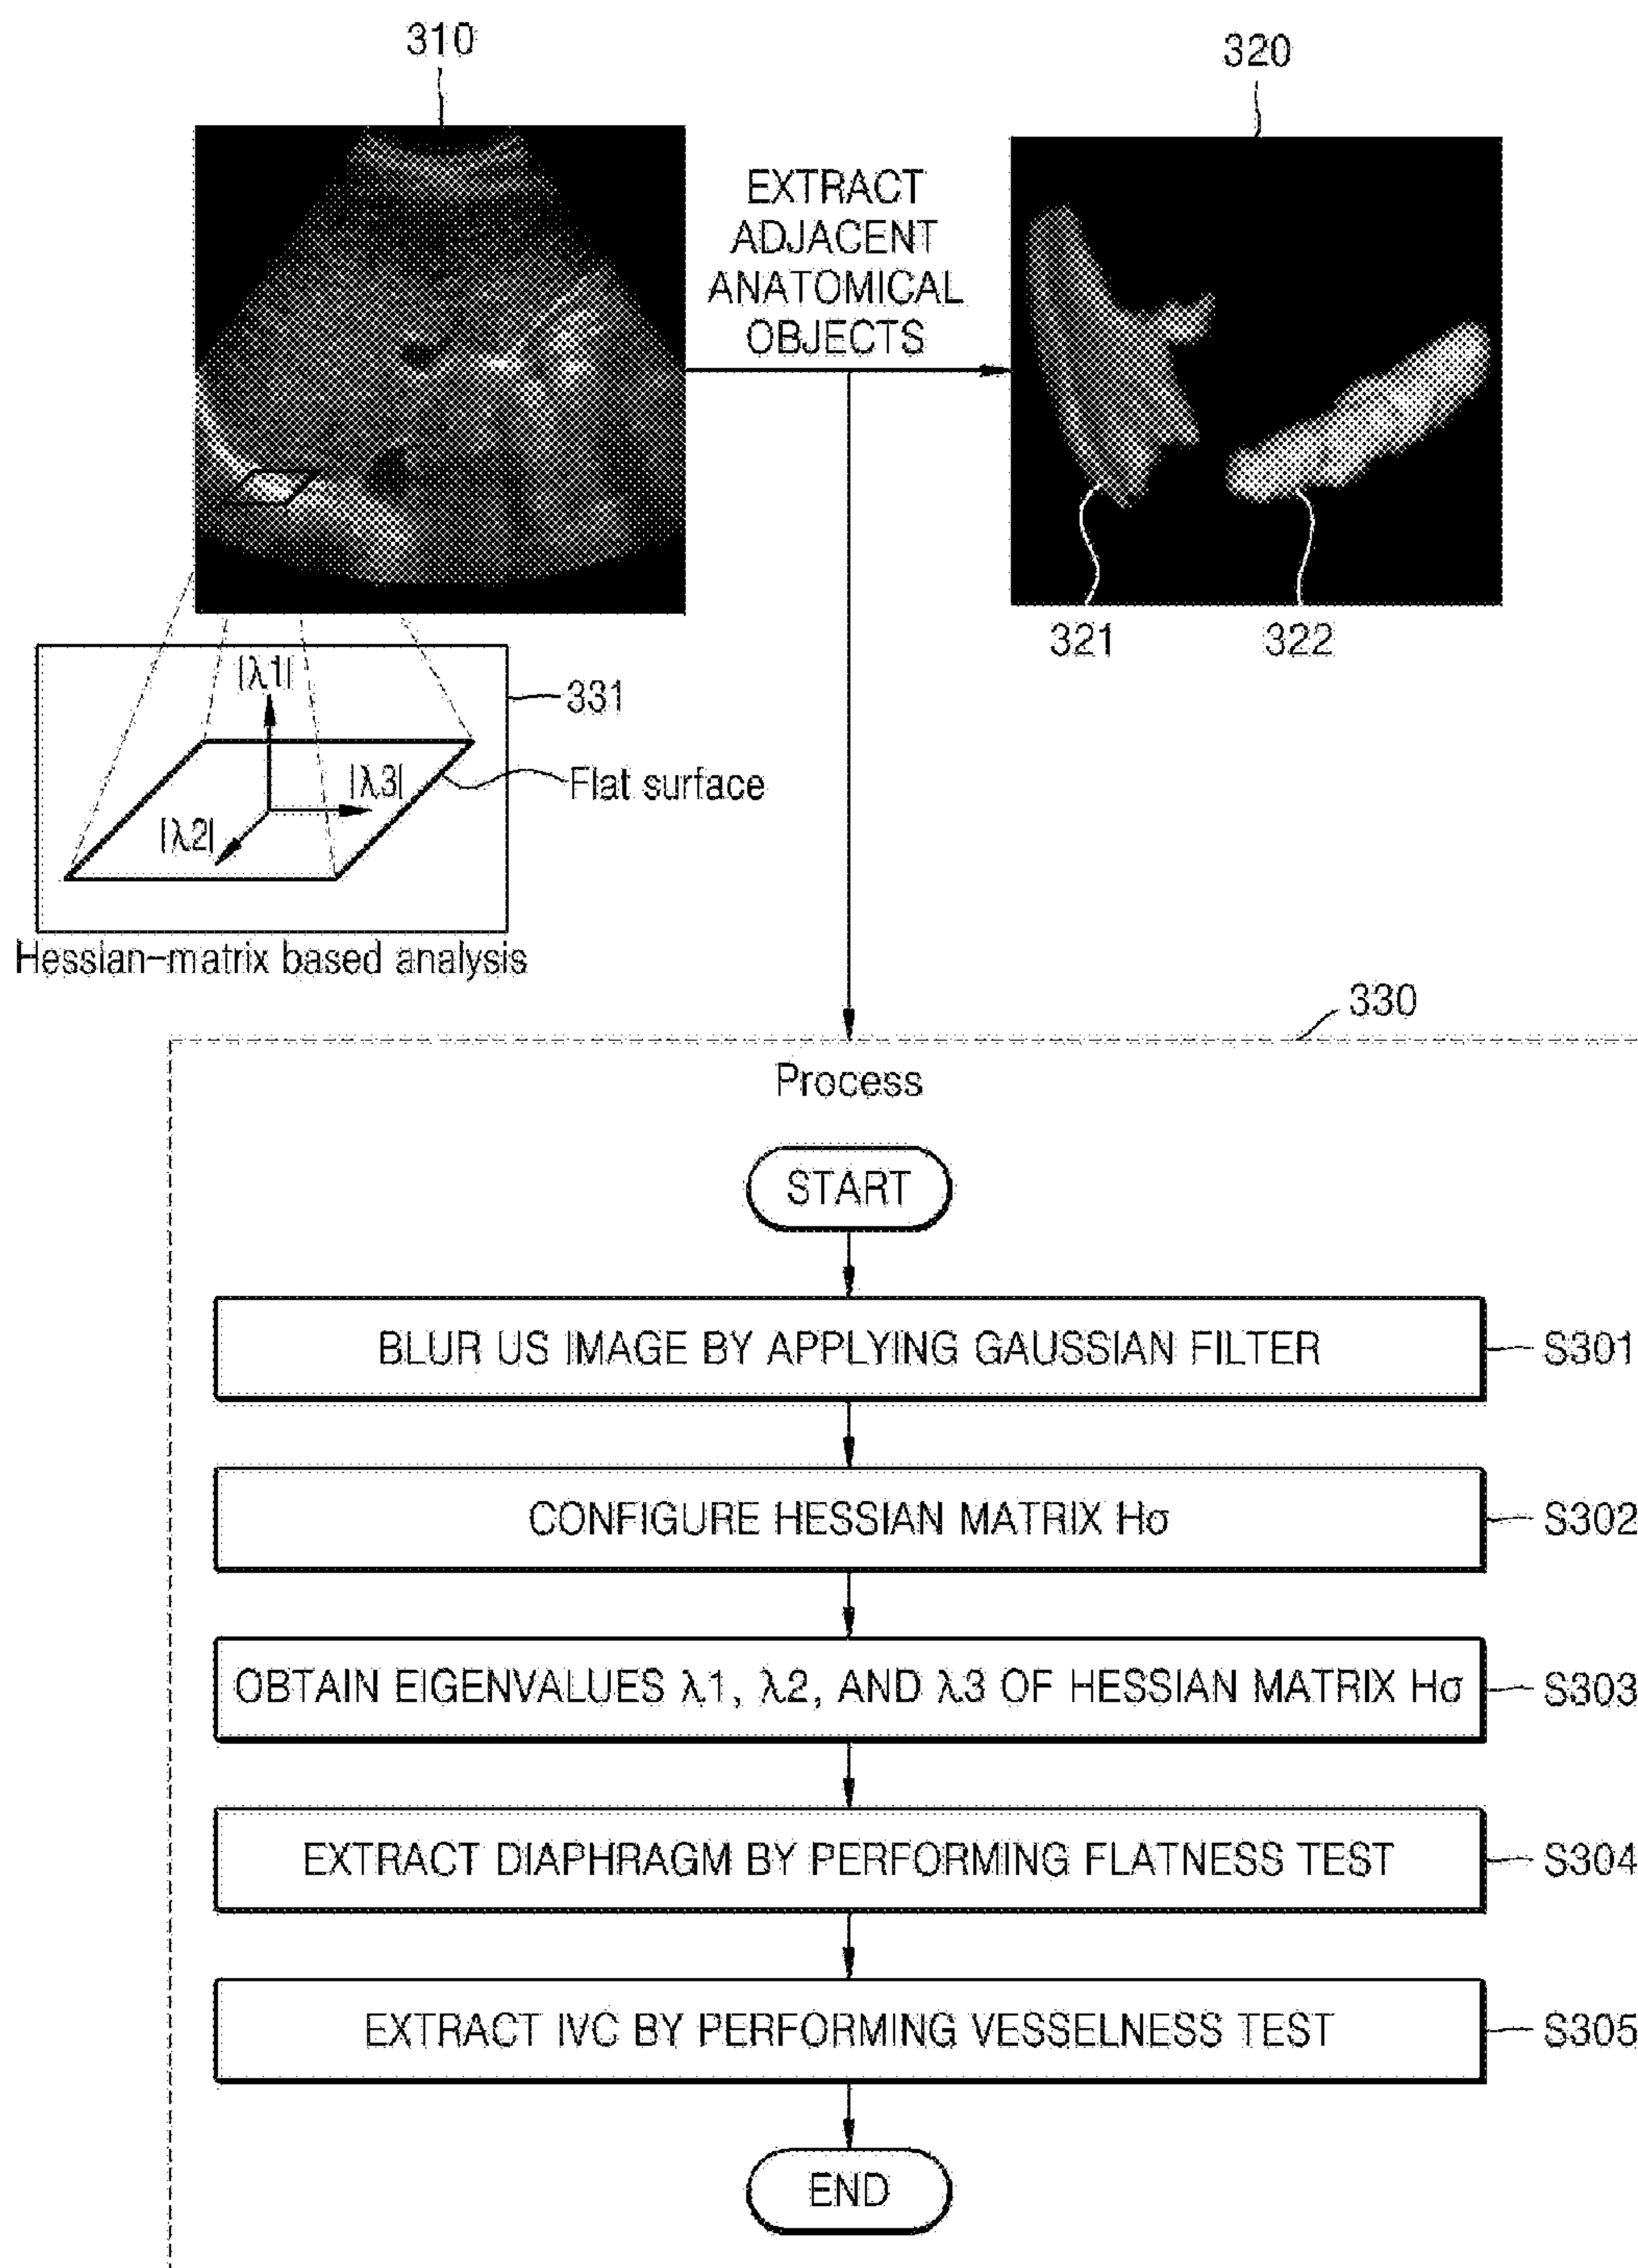 310
320
EXTRACT
ADJACENT
ANATOMICAL
OBJECTS
321
322
|λ1|
331
|λ3|
Flat surface
|λ2|
Hessian-matrix based analysis
330
Process
START
BLUR US IMAGE BY APPLYING GAUSSIAN FILTER
S301
CONFIGURE HESSIAN MATRIX Hσ
S302
OBTAIN EIGENVALUES λ1, λ2, AND λ3 OF HESSIAN MATRIX Hσ
S303
EXTRACT DIAPHRAGM BY PERFORMING FLATNESS TEST
S304
EXTRACT IVC BY PERFORMING VESSELNESS TEST
S305
END